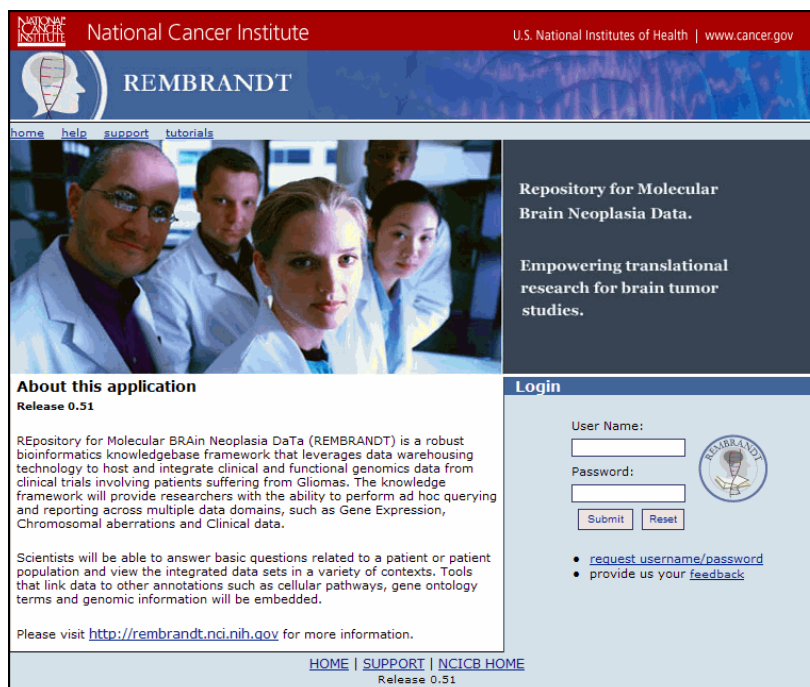 NATIONAL
CANCER
INSTITUTE
National Cancer Institute
U.S. National Institutes of Health | www.cancer.gov
REMBRANDT
home help support tutorials
Repository for Molecular
Brain Neoplasia Data.
Empowering translational
research for brain tumor
studies.
About this application
Release 0.51
REpository for Molecular BRAin Neoplasia DaTa (REMBRANDT) is a robust
bioinformatics knowledgebase framework that leverages data warehousing
technology to host and integrate clinical and functional genomics data from
clinical trials involving patients suffering from Gliomas. The knowledge
framework will provide researchers with the ability to perform ad hoc querying
and reporting across multiple data domains, such as Gene Expression,
Chromosomal aberrations and Clinical data.
Scientists will be able to answer basic questions related to a patient or patient
population and view the integrated data sets in a variety of contexts. Tools
that link data to other annotations such as cellular pathways, gene ontology
terms and genomic information will be embedded.
Please visit http://rembrandt.nci.nih.gov for more information.
Login
User Name:
Password:
Submit Reset
REMBRANDT
• request username/password
• provide us your feedback
HOME | SUPPORT | NCICB HOME
Release 0.51